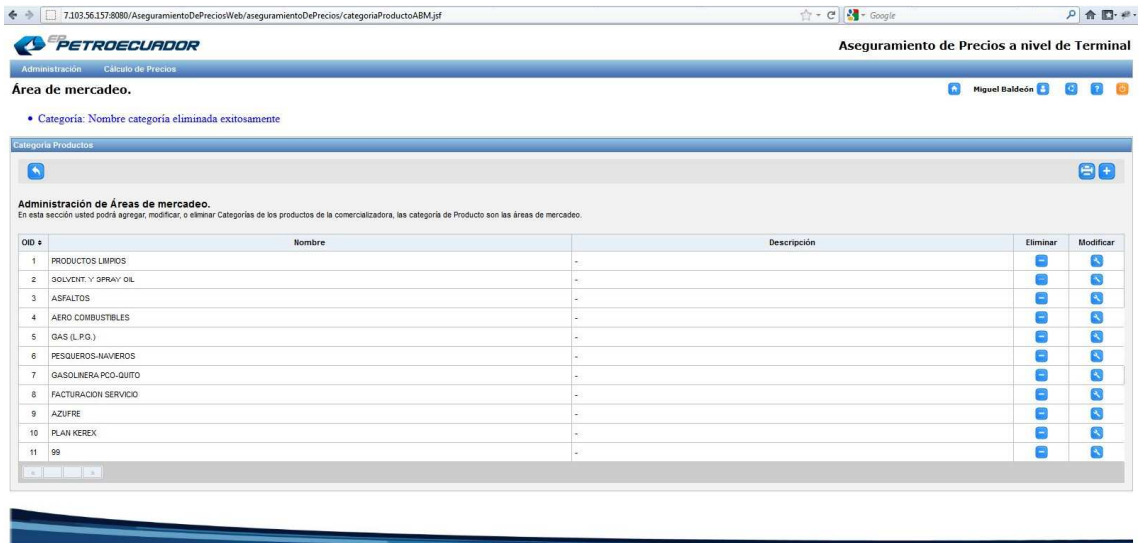 7.103.56.157:8080/AseguramientoDePreciosWeb/aseguramientoDePrecios/categoriaProductoABM.jsf
Google
EP PETROECUADOR
Aseguramiento de Precios a nivel de Terminal
Administración Cálculo de Precios
Área de mercadeo.
Miguel Baldeón
• Categoría: Nombre categoría eliminada exitosamente
Categoria Productos
Administración de Áreas de mercadeo.
En esta sección usted podrá agregar, modificar, o eliminar Categorías de los productos de la comercializadora, las categoría de Producto son las áreas de mercadeo.
OID Nombre Descripción Eliminar Modificar
1 PRODUCTOS LIMPIOS -
2 SOLVENT. Y SPRAY OIL -
3 ASFALTOS -
4 AERO COMBUSTIBLES -
5 GAS (L.P.G.) -
6 PESQUEROS-NAVIEROS -
7 GASOLINERA PCO-QUITO -
8 FACTURACION SERVICIO -
9 AZUFRE -
10 PLAN KEREX -
11 99 -